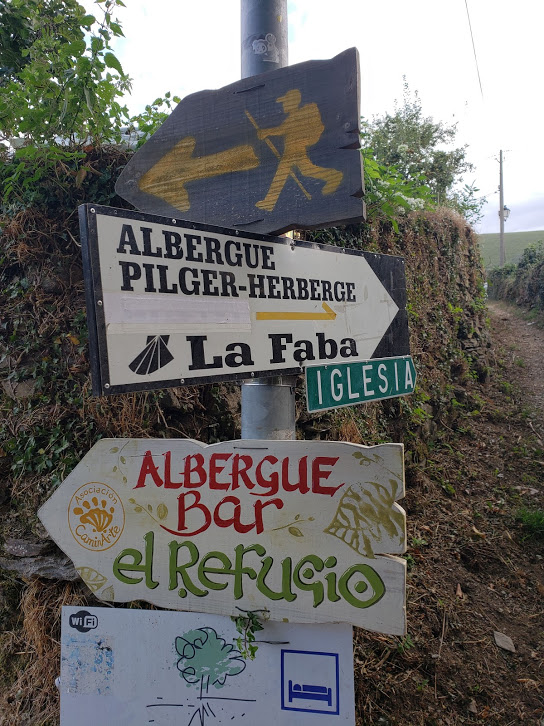 ALBERGUE
PILGER-HERBERGE
La Faba
IGLESIA
Asociación
CaminArte
ALBERGUE
Bar
el Refugio
WiFi